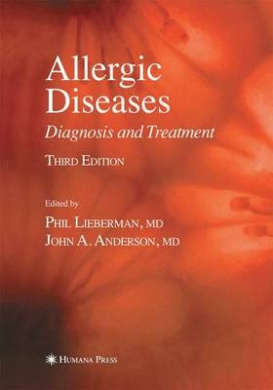 Allergic
Diseases
Diagnosis and Treatment
THIRD EDITION
Edited by
PHIL LIEBERMAN, MD
JOHN A. ANDERSON, MD
HUMANA PRESS